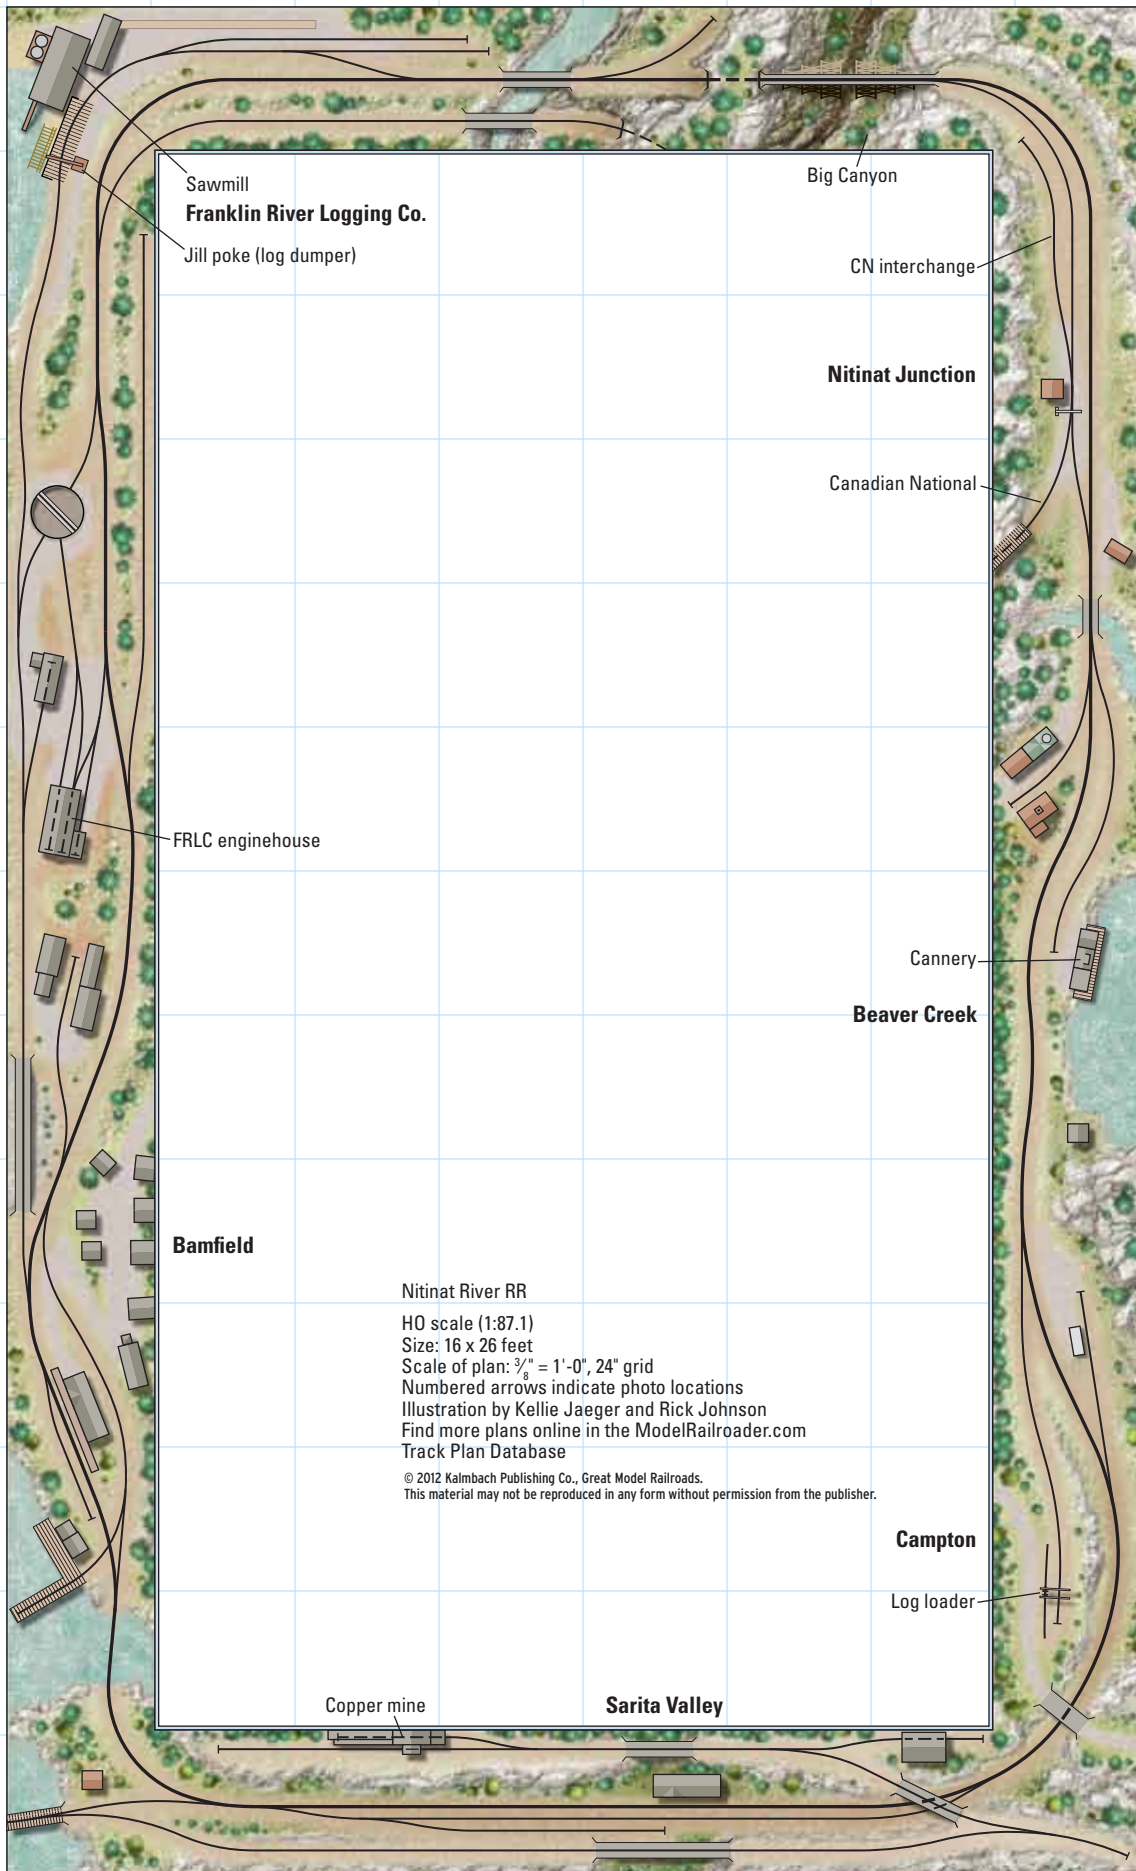 Sawmill
Franklin River Logging Co.
Jill poke (log dumper)
Big Canyon
CN interchange
Nitinat Junction
Canadian National
FRLC enginehouse
Cannery
Beaver Creek
Bamfield
Nitinat River RR
HO scale (1:87.1)
Size: 16 x 26 feet
Scale of plan: 3/8" = 1'-0", 24" grid
Numbered arrows indicate photo locations
Illustration by Kellie Jaeger and Rick Johnson
Find more plans online in the ModelRailroader.com
Track Plan Database
© 2012 Kalmbach Publishing Co., Great Model Railroads.
This material may not be reproduced in any form without permission from the publisher.
Campton
Log loader
Copper mine
Sarita Valley